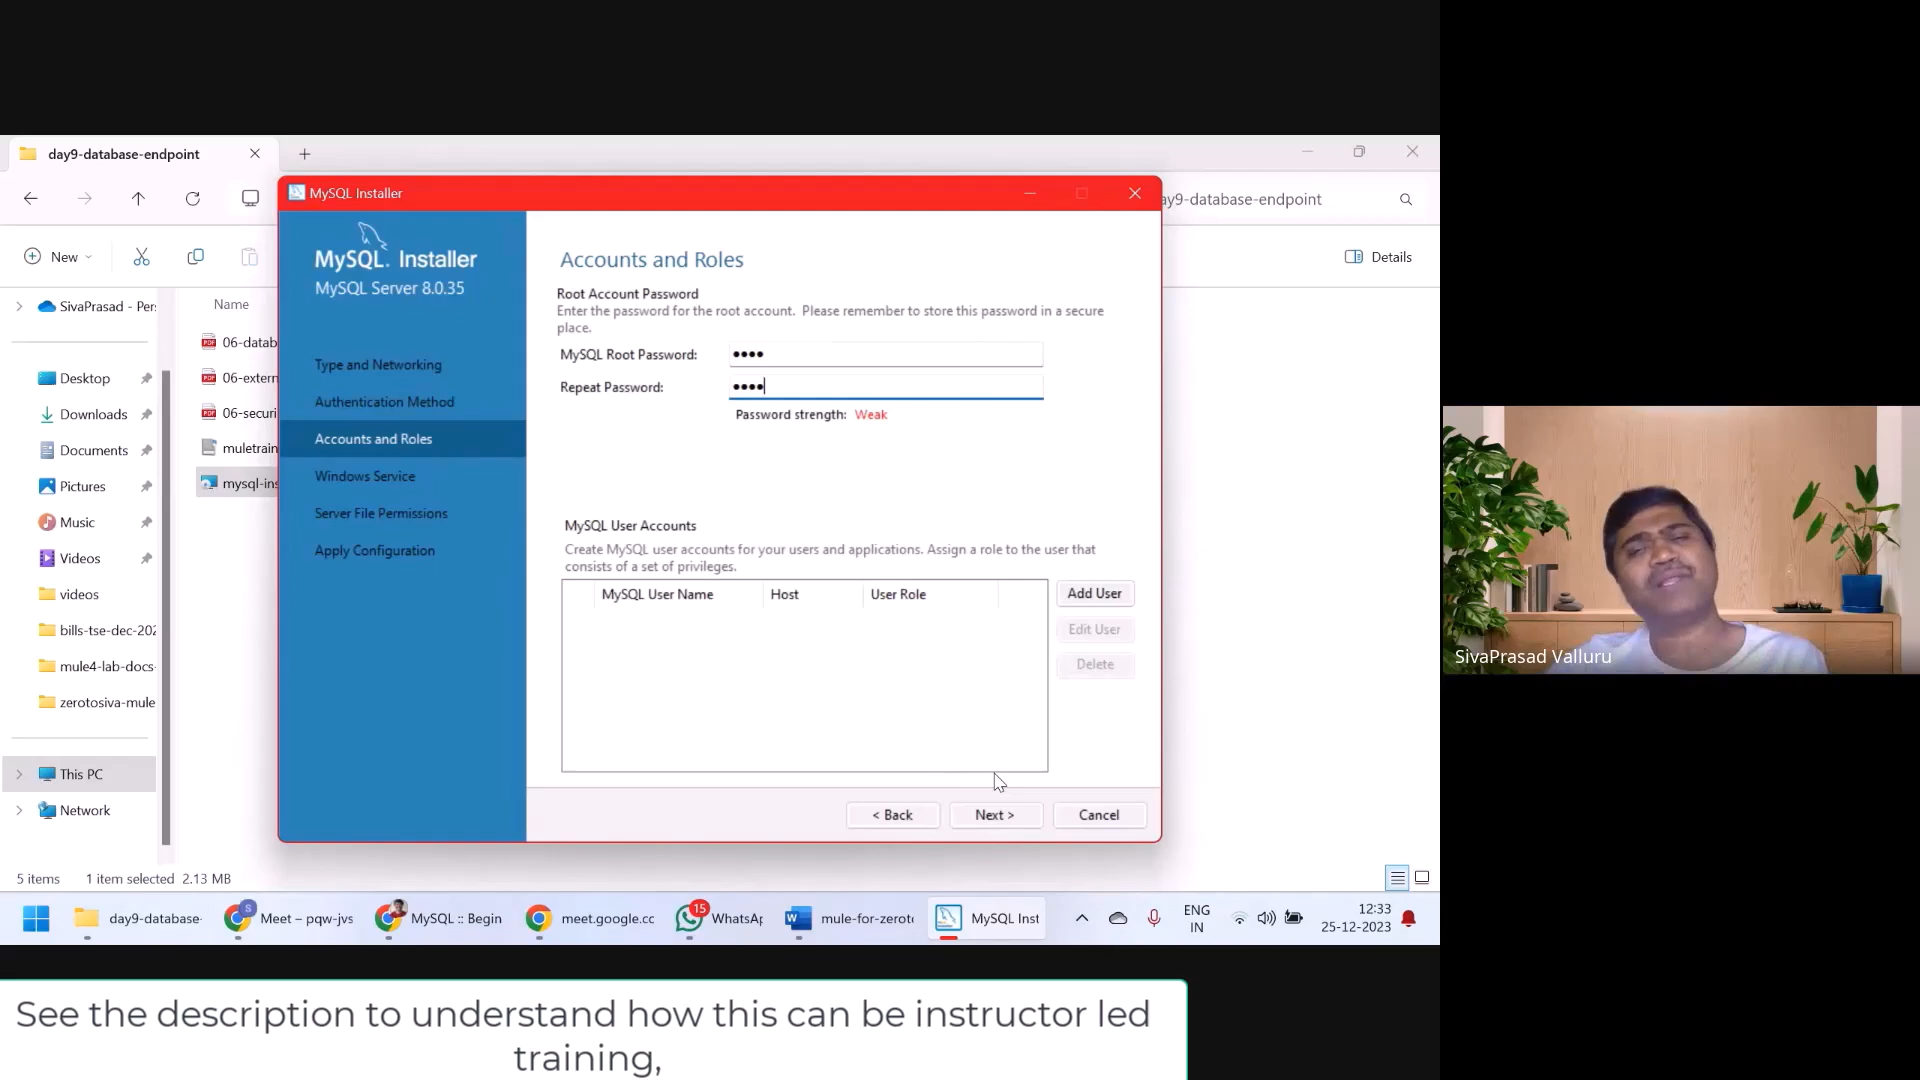 day9-database-endpoint
MySQL Installer
ay9-database-endpoint
New
Details
MySQL. Installer
MySQL Server 8.0.35
Type and Networking
Authentication Method
Accounts and Roles
Windows Service
Server File Permissions
Apply Configuration
Accounts and Roles
Root Account Password
Enter the password for the root account. Please remember to store this password in a secure
place.
MySQL Root Password: ●●●●
Repeat Password: ●●●●
Password strength: Weak
MySQL User Accounts
Create MySQL user accounts for your users and applications. Assign a role to the user that
consists of a set of privileges.
MySQL User Name Host User Role
Add User
Edit User
Delete
< Back Next > Cancel
SivaPrasad - Per
Desktop
Downloads
Documents
Pictures
Music
Videos
videos
bills-tse-dec-202
mule4-lab-docs-
zerotosiva-mule
This PC
Network
Name
06-datab
06-extern
06-securi
muletrain
mysql-ins
5 items 1 item selected 2.13 MB
day9-database-
S
Meet – pqw-jvs
MySQL :: Begin
meet.google.cc
15
WhatsAp
W
mule-for-zerot
MySQL Inst
ENG
IN
12:33
25-12-2023
SivaPrasad Valluru
See the description to understand how this can be instructor led
training,